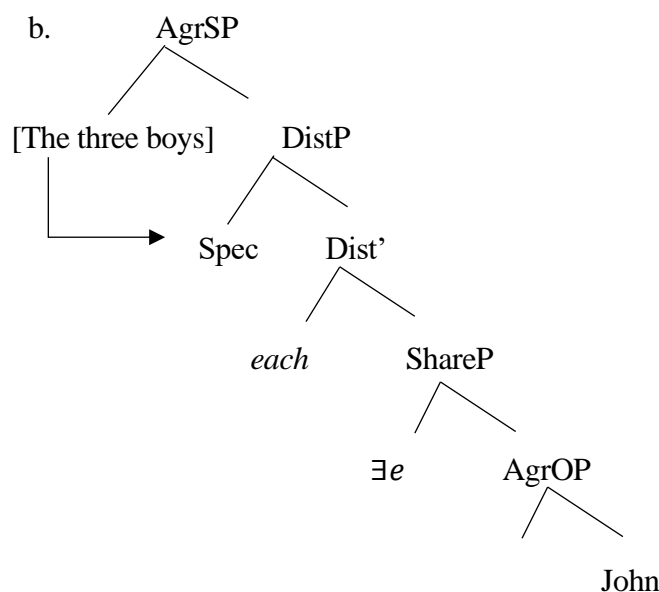 b. AgrSP
[The three boys] DistP
Spec Dist’
each ShareP
∃e AgrOP
John